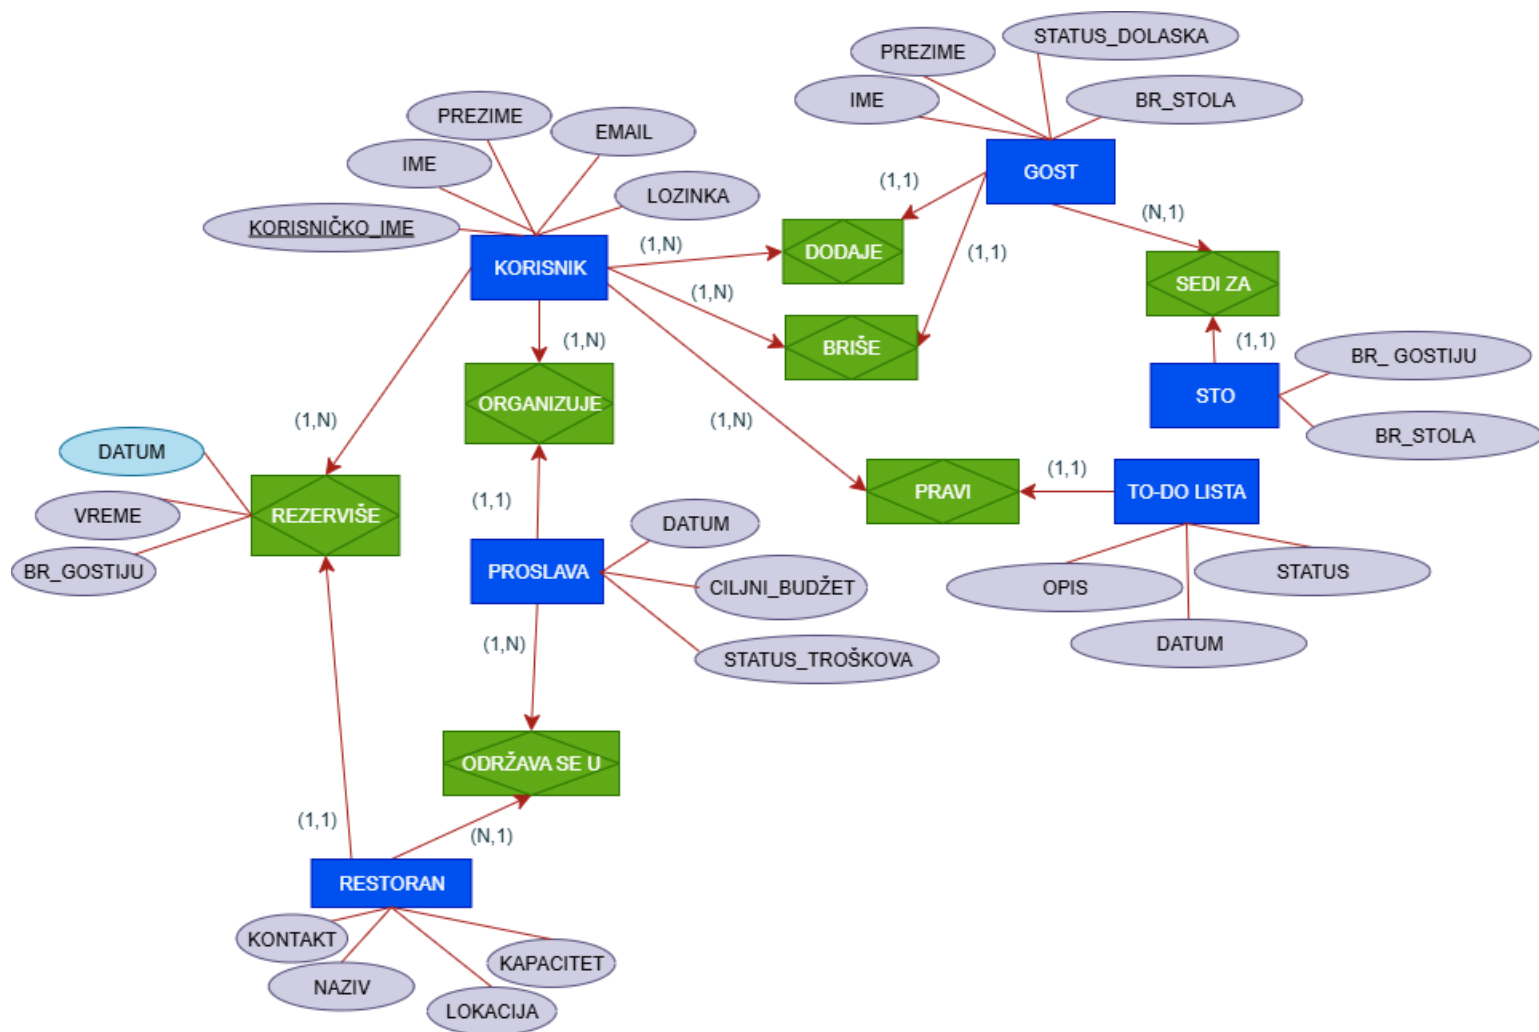 STATUS_DOLASKA
PREZIME
IME
BR_STOLA
PREZIME
EMAIL
IME
LOZINKA
KORISNIČKO_IME
GOST
(1,1)
(N,1)
(1,N)
DODAJE
(1,1)
KORISNIK
SEDI ZA
(1,N)
BRIŠE
(1,N)
(1,1)
BR_ GOSTIJU
STO
ORGANIZUJE
(1,N)
(1,N)
BR_STOLA
DATUM
(1,1)
PRAVI
TO-DO LISTA
(1,1)
VREME
REZERVIŠE
DATUM
BR_GOSTIJU
PROSLAVA
CILJNI_BUDŽET
OPIS
STATUS
(1,N)
DATUM
STATUS_TROŠKOVA
ODRŽAVA SE U
(1,1)
(N,1)
RESTORAN
KONTAKT
KAPACITET
NAZIV
LOKACIJA